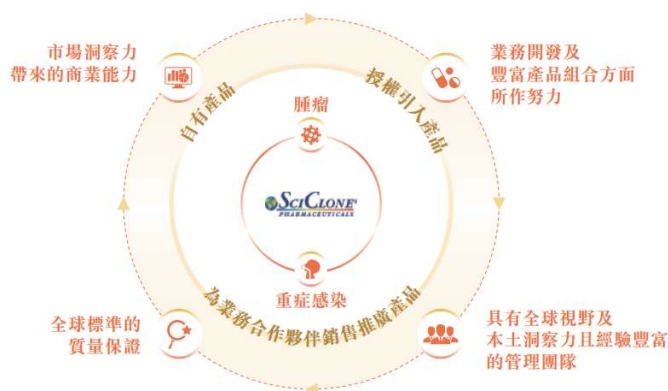 市場洞察力
帶來的商業能力
業務開發及
豐富產品組合方面
所作努力
自有產品
授權引入產品
腫瘤
SCICLONE
PHARMACEUTICALS
重症感染
為業務合作夥伴銷售推廣產品
全球標準的
質量保證
具有全球視野及
本土洞察力且經驗豐富
的管理團隊